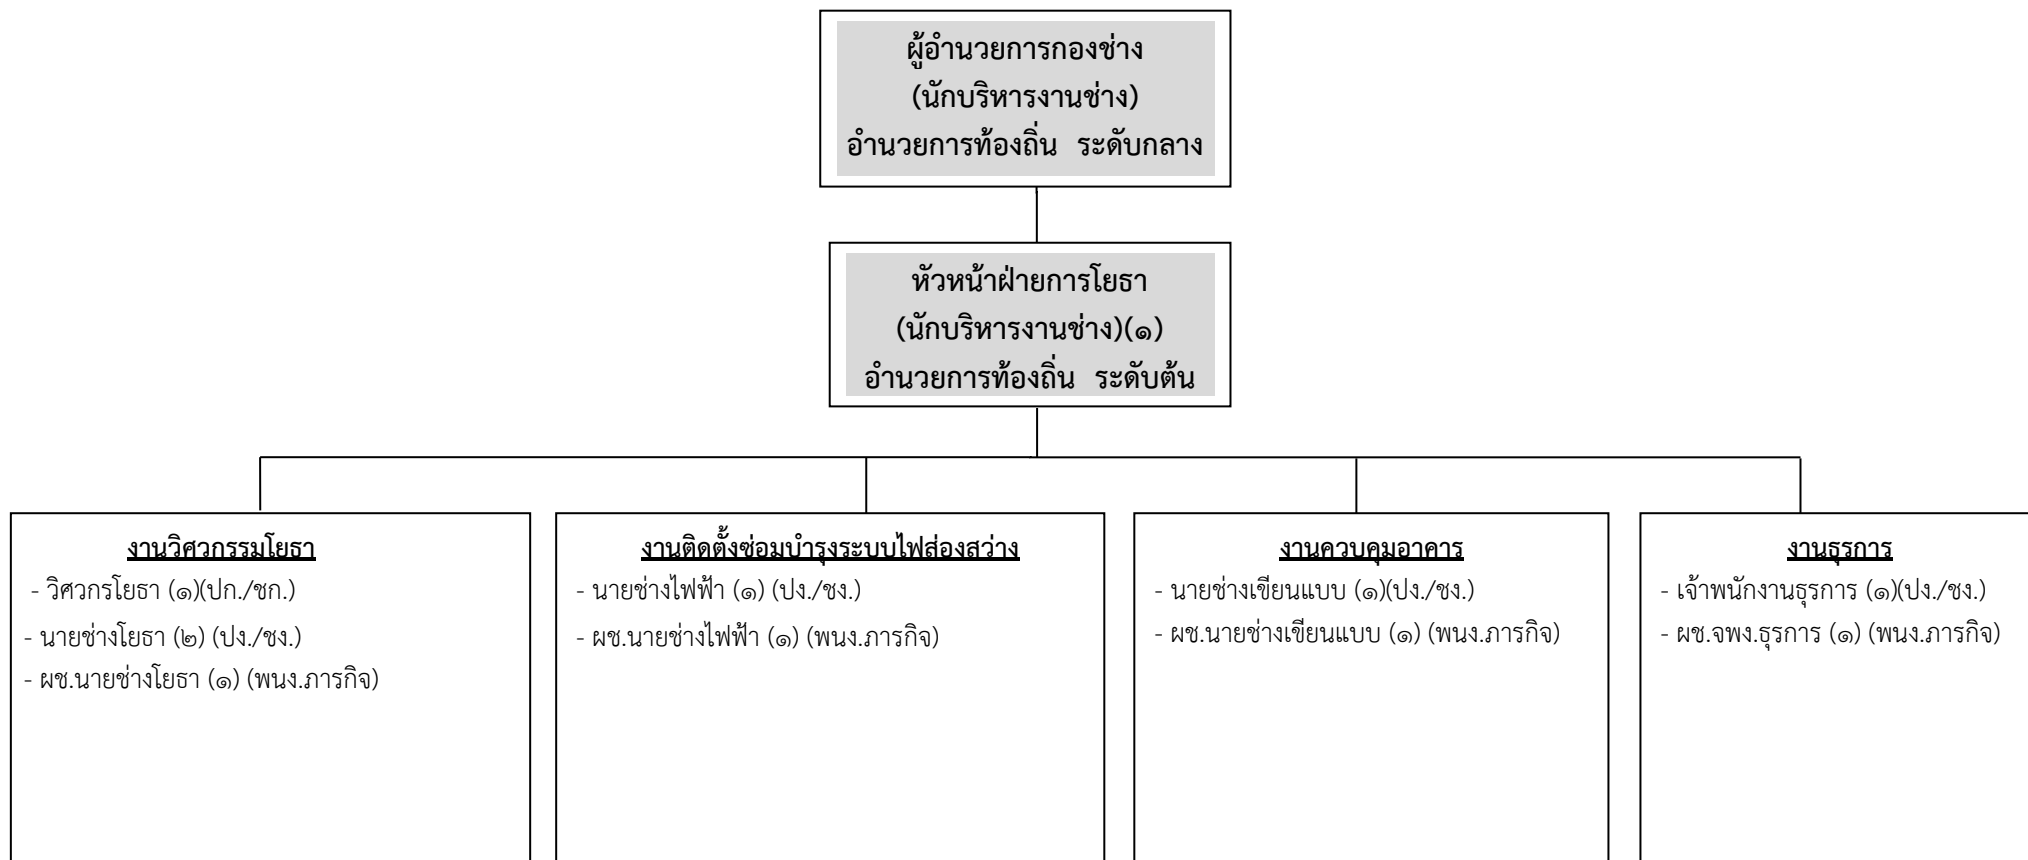 ผู้อำนวยการกองช่าง
(นักบริหารงานช่าง)
อำนวยการท้องถิ่น ระดับกลาง
หัวหน้าฝ่ายการโยธา
(นักบริหารงานช่าง)(๑)
อำนวยการท้องถิ่น ระดับต้น
งานวิศวกรรมโยธา
- วิศวกรโยธา (๑)(ปก./ชก.)
- นายช่างโยธา (๒) (ปง./ชง.)
- ผช.นายช่างโยธา (๑) (พนง.ภารกิจ)
งานติดตั้งซ่อมบำรุงระบบไฟส่องสว่าง
- นายช่างไฟฟ้า (๑) (ปง./ชง.)
- ผช.นายช่างไฟฟ้า (๑) (พนง.ภารกิจ)
งานควบคุมอาคาร
- นายช่างเขียนแบบ (๑)(ปง./ชง.)
- ผช.นายช่างเขียนแบบ (๑) (พนง.ภารกิจ)
งานธุรการ
- เจ้าพนักงานธุรการ (๑)(ปง./ชง.)
- ผช.จพง.ธุรการ (๑) (พนง.ภารกิจ)